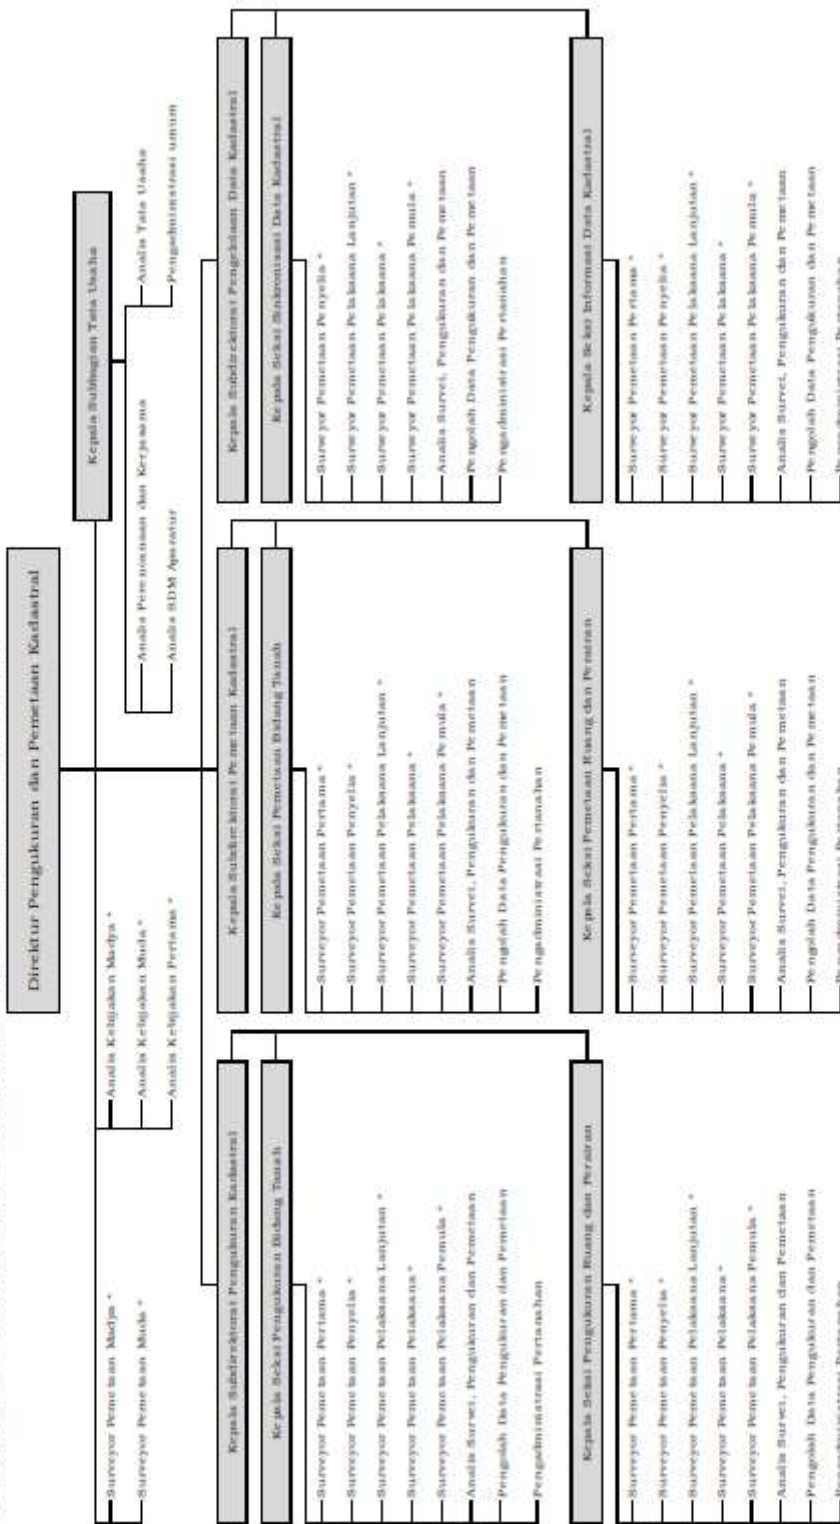 Direktur Pengukuran dan Pemetaan Kadastral
Kepala Subbagian Tata Usaha
Surveyor Pemetaan Madya *
Surveyor Pemetaan Muda *
Analis Kebijakan Madya *
Analis Kebijakan Muda *
Analis Kebijakan Pertama *
Analis Perencanaan dan Kerjasama
Analis SDM Aparatur
Analis Tata Usaha
Pengadministrasi umum
Kepala Subdirektorat Pengukuran Kadastral
Kepala Seksi Pengukuran Bidang Tanah
Surveyor Pemetaan Pertama *
Surveyor Pemetaan Penyelia *
Surveyor Pemetaan Pelaksana Lanjutan *
Surveyor Pemetaan Pelaksana *
Surveyor Pemetaan Pelaksana Pemula *
Analis Survei, Pengukuran dan Pemetaan
Pengolah Data Pengukuran dan Pemetaan
Pengadministrasi Pertanahan
Kepala Seksi Pengukuran Ruang dan Perairan
Surveyor Pemetaan Pertama *
Surveyor Pemetaan Penyelia *
Surveyor Pemetaan Pelaksana Lanjutan *
Surveyor Pemetaan Pelaksana *
Surveyor Pemetaan Pelaksana Pemula *
Analis Survei, Pengukuran dan Pemetaan
Pengolah Data Pengukuran dan Pemetaan
Kepala Subdirektorat Pemetaan Kadastral
Kepala Seksi Pemetaan Bidang Tanah
Surveyor Pemetaan Pertama *
Surveyor Pemetaan Penyelia *
Surveyor Pemetaan Pelaksana Lanjutan *
Surveyor Pemetaan Pelaksana *
Surveyor Pemetaan Pelaksana Pemula *
Analis Survei, Pengukuran dan Pemetaan
Pengolah Data Pengukuran dan Pemetaan
Pengadministrasi Pertanahan
Kepala Seksi Pemetaan Ruang dan Perairan
Surveyor Pemetaan Pertama *
Surveyor Pemetaan Penyelia *
Surveyor Pemetaan Pelaksana Lanjutan *
Surveyor Pemetaan Pelaksana *
Surveyor Pemetaan Pelaksana Pemula *
Analis Survei, Pengukuran dan Pemetaan
Pengolah Data Pengukuran dan Pemetaan
Kepala Subdirektorat Pengelolaan Data Kadastral
Kepala Seksi Sinkronisasi Data Kadastral
Surveyor Pemetaan Penyelia *
Surveyor Pemetaan Pelaksana Lanjutan *
Surveyor Pemetaan Pelaksana *
Surveyor Pemetaan Pelaksana Pemula *
Analis Survei, Pengukuran dan Pemetaan
Pengolah Data Pengukuran dan Pemetaan
Pengadministrasi Pertanahan
Kepala Seksi Informasi Data Kadastral
Surveyor Pemetaan Pertama *
Surveyor Pemetaan Penyelia *
Surveyor Pemetaan Pelaksana Lanjutan *
Surveyor Pemetaan Pelaksana *
Surveyor Pemetaan Pelaksana Pemula *
Analis Survei, Pengukuran dan Pemetaan
Pengolah Data Pengukuran dan Pemetaan